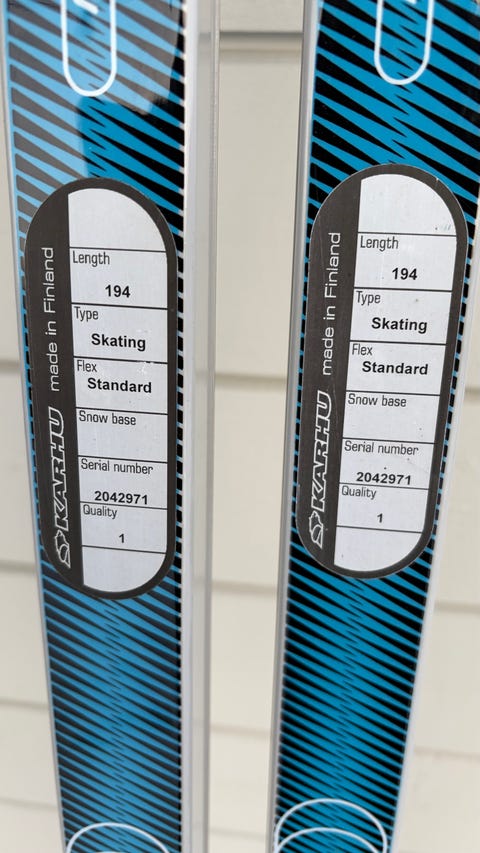 KARHU made in Finland
Length
194
Type
Skating
Flex
Standard
Snow base
Serial number
2042971
Quality
1
KARHU made in Finland
Length
194
Type
Skating
Flex
Standard
Snow base
Serial number
2042971
Quality
1